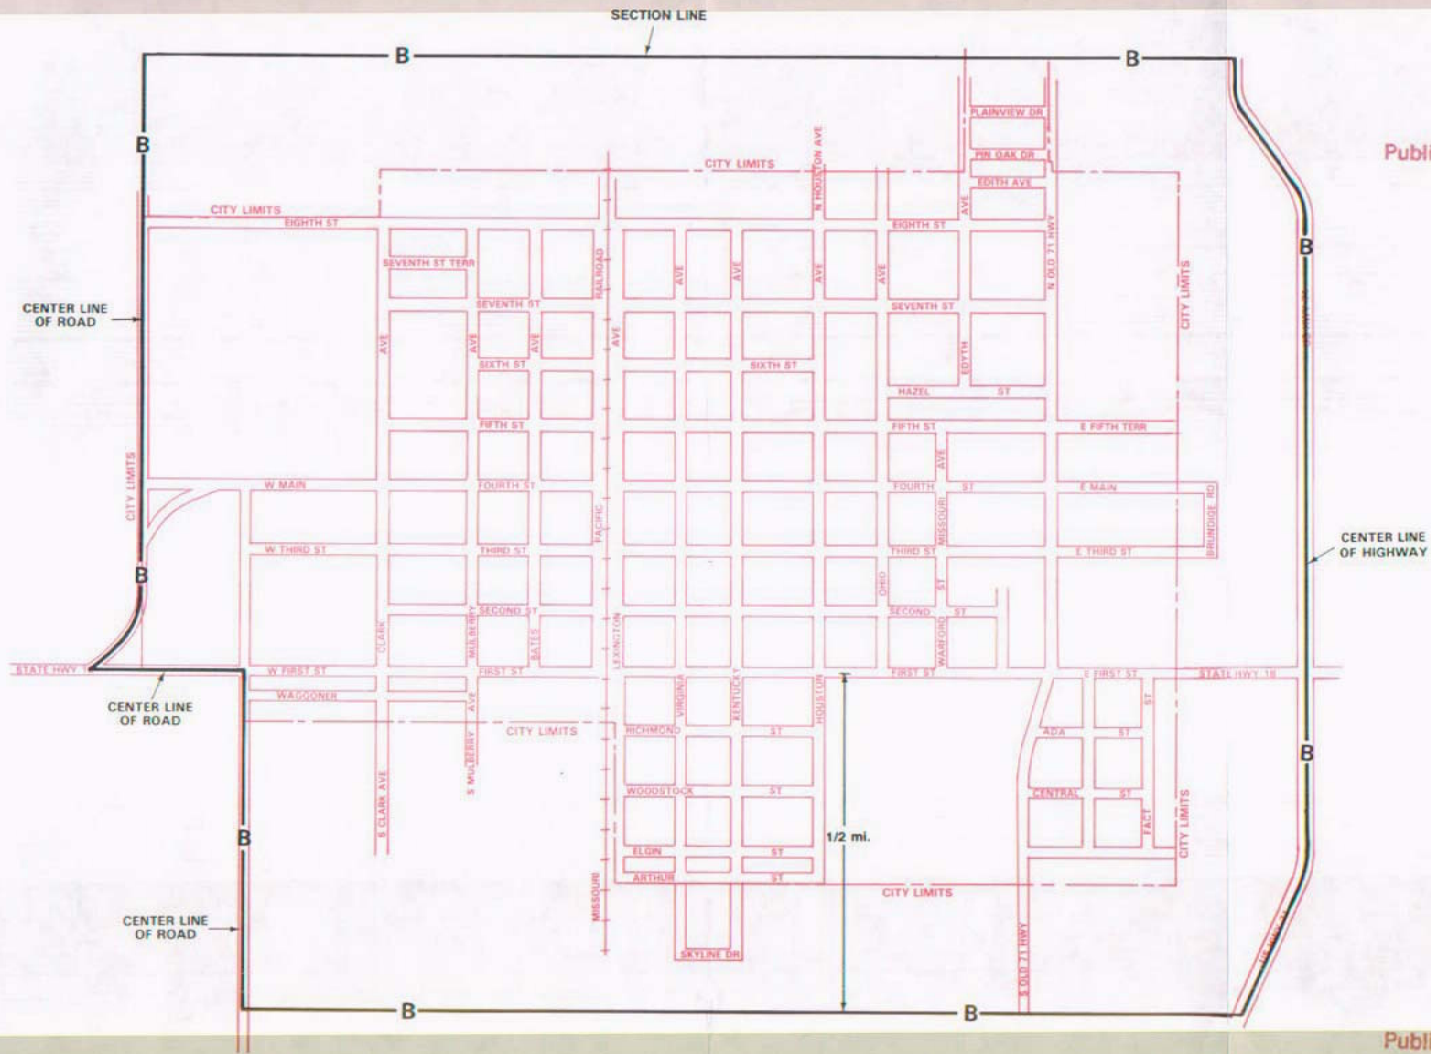 SECTION LINE
B
B
B
PLAINVIEW DR
Publi
PIN OAK DR
CITY LIMITS
N HOUSTON AVE
EDITH AVE
CITY LIMITS
EIGHTH ST
EIGHTH ST
AVE
B
SEVENTH ST TERR
RAILROAD
AVE
AVE
AVE
AVE
N OLD 71 HWY
CITY LIMITS
CENTER LINE
OF ROAD
SEVENTH ST
SEVENTH ST
AVE
AVE
AVE
AVE
EDYTH
SIXTH ST
SIXTH ST
HAZEL ST
FIFTH ST
FIFTH ST
E FIFTH TERR
CITY LIMITS
AVE
W MAIN
FOURTH ST
FOURTH ST
E MAIN
BRUNDIGE RD
PACIFIC
MISSOURI
CENTER LINE
OF HIGHWAY
W THIRD ST
THIRD ST
THIRD ST
E THIRD ST
B
OHIO
ST
SECOND ST
SECOND ST
CLARK
MULBERRY
BATES
LEXINGTON
WARFORD
STATE HWY
W FIRST ST
FIRST ST
FIRST ST
E FIRST ST
STATE HWY 18
WAGGONER
AVE
VIRGINIA
KENTUCKY
HOUSTON
ST
CENTER LINE
OF ROAD
CITY LIMITS
RICHMOND ST
ADA ST
B
S MULBERRY
WOODSTOCK ST
CENTRAL ST
S CLARK AVE
FACT
CITY LIMITS
B
1/2 mi.
ELGIN ST
ARTHUR ST
CITY LIMITS
MISSOURI
CENTER LINE
OF ROAD
SKYLINE DR
S OLD 71 HWY
B
B
Publi